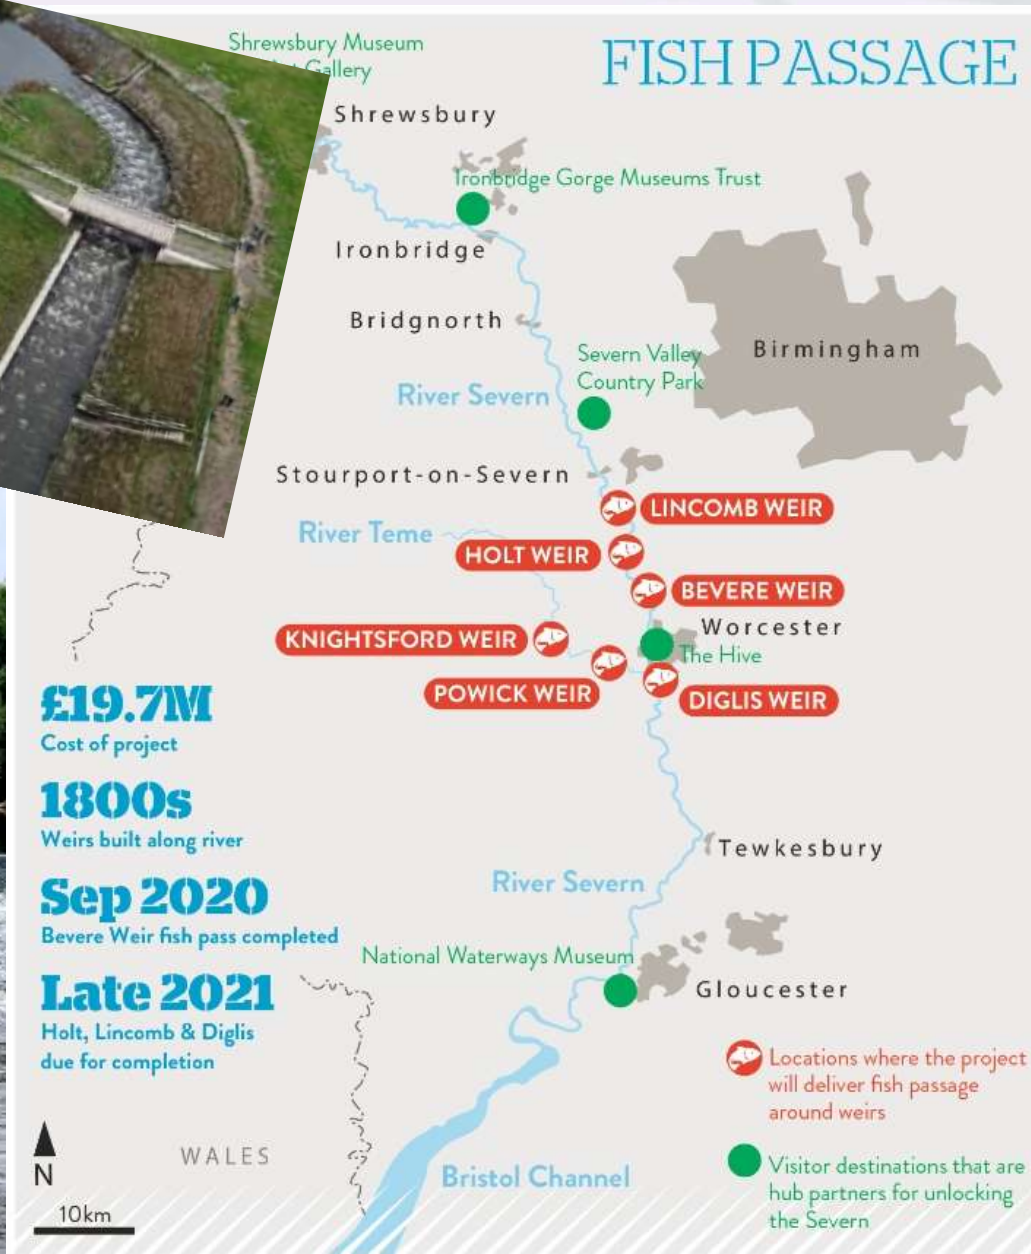 FISH PASSAGE
Shrewsbury Museum
Gallery
Shrewsbury
Ironbridge Gorge Museums Trust
Ironbridge
Bridgnorth
Severn Valley
Country Park
Birmingham
River Severn
Stourport-on-Severn
LINCOMB WEIR
River Teme
HOLT WEIR
BEVERE WEIR
Worcester
The Hive
KNIGHTSFORD WEIR
POWICK WEIR
DIGLIS WEIR
£19.7M
Cost of project
1800s
Weirs built along river
Sep 2020
Bevere Weir fish pass completed
Late 2021
Holt, Lincomb & Diglis
due for completion
Tewkesbury
River Severn
National Waterways Museum
Gloucester
Locations where the project
will deliver fish passage
around weirs
Visitor destinations that are
hub partners for unlocking
the Severn
WALES
Bristol Channel
N
10km